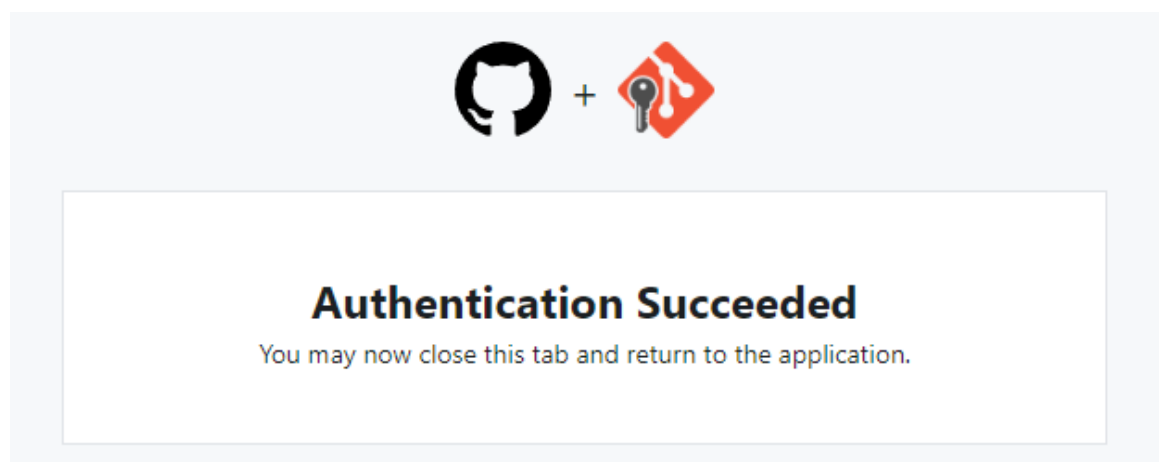 +
Authentication Succeeded
You may now close this tab and return to the application.